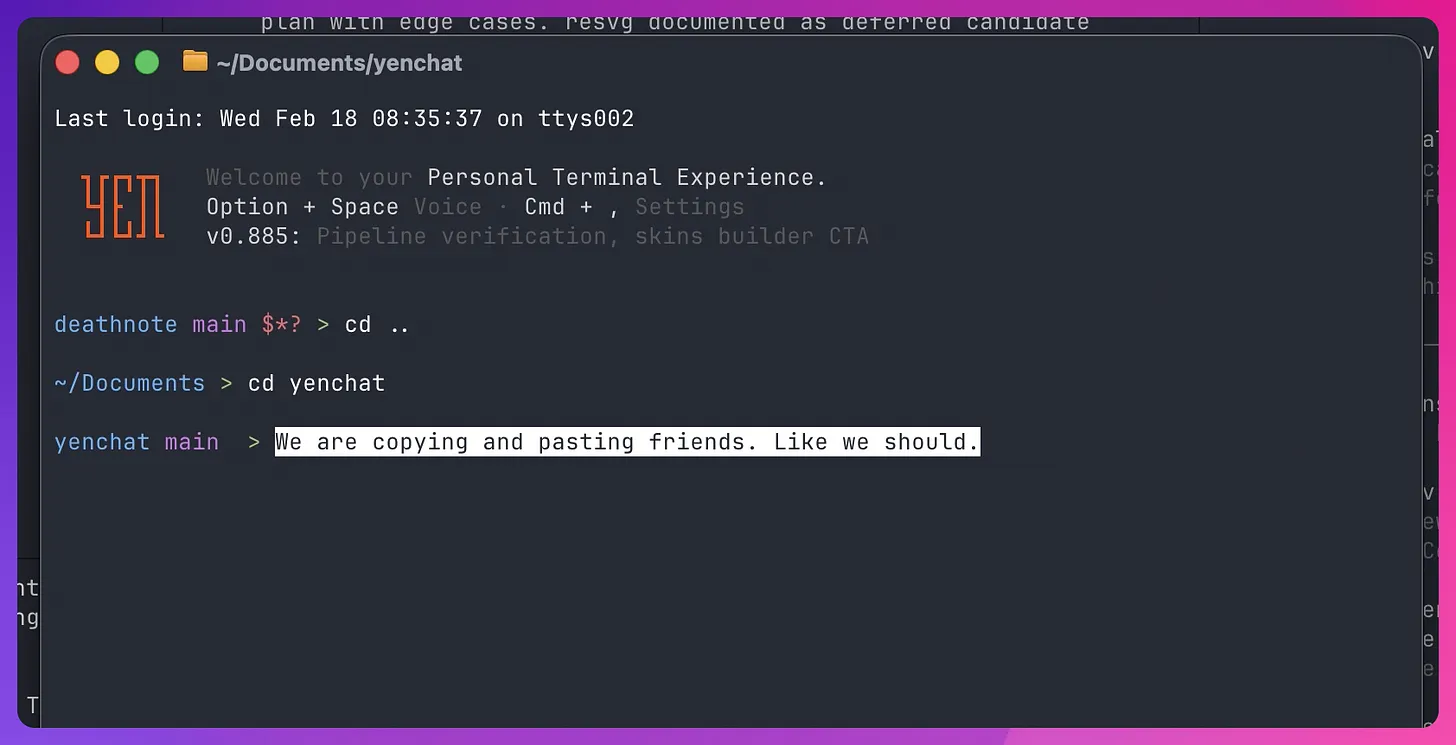 plan with edge cases. resvg documented as deferred candidate
~/Documents/yenchat
Last login: Wed Feb 18 08:35:37 on ttys002
YEN
Welcome to your Personal Terminal Experience.
Option + Space Voice · Cmd + , Settings
v0.885: Pipeline verification, skins builder CTA
deathnote main $*? > cd ..
~/Documents > cd yenchat
yenchat main > We are copying and pasting friends. Like we should.